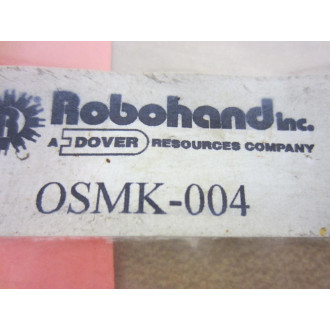 R® Robohand Inc.
A DOVER RESOURCES COMPANY
OSMK-004